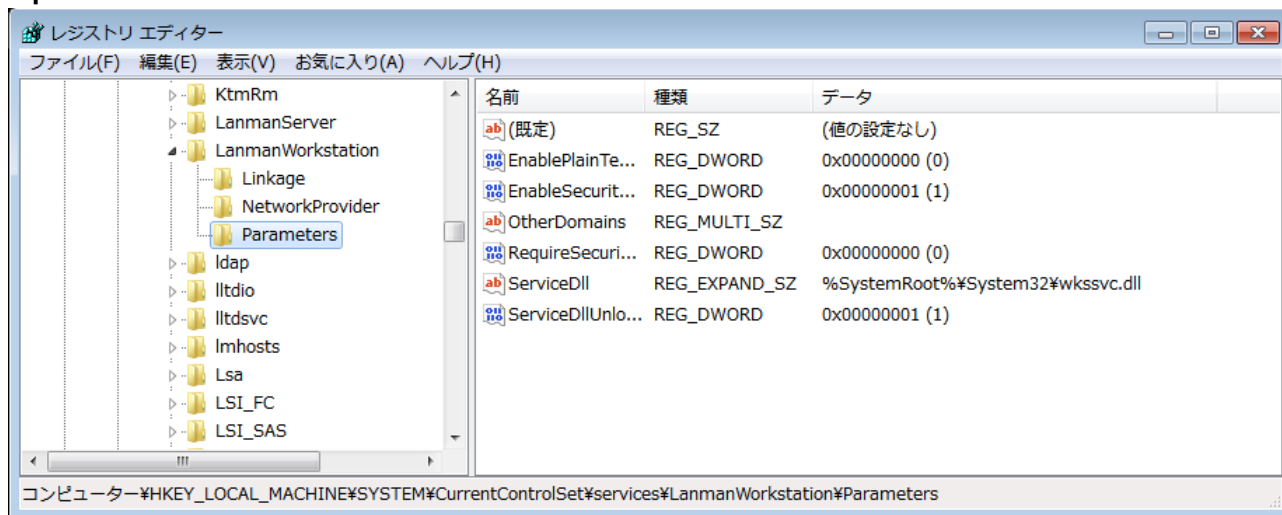 レジストリ エディター
ファイル(F) 編集(E) 表示(V) お気に入り(A) ヘルプ(H)
KtmRm
LanmanServer
LanmanWorkstation
Linkage
NetworkProvider
Parameters
ldap
lltdio
lltdsvc
lmhosts
Lsa
LSI_FC
LSI_SAS
名前 種類 データ
(既定) REG_SZ (値の設定なし)
EnablePlainTe... REG_DWORD 0x00000000 (0)
EnableSecurit... REG_DWORD 0x00000001 (1)
OtherDomains REG_MULTI_SZ
RequireSecuri... REG_DWORD 0x00000000 (0)
ServiceDll REG_EXPAND_SZ %SystemRoot%¥System32¥wkssvc.dll
ServiceDllUnlo... REG_DWORD 0x00000001 (1)
コンピューター¥HKEY_LOCAL_MACHINE¥SYSTEM¥CurrentControlSet¥services¥LanmanWorkstation¥Parameters